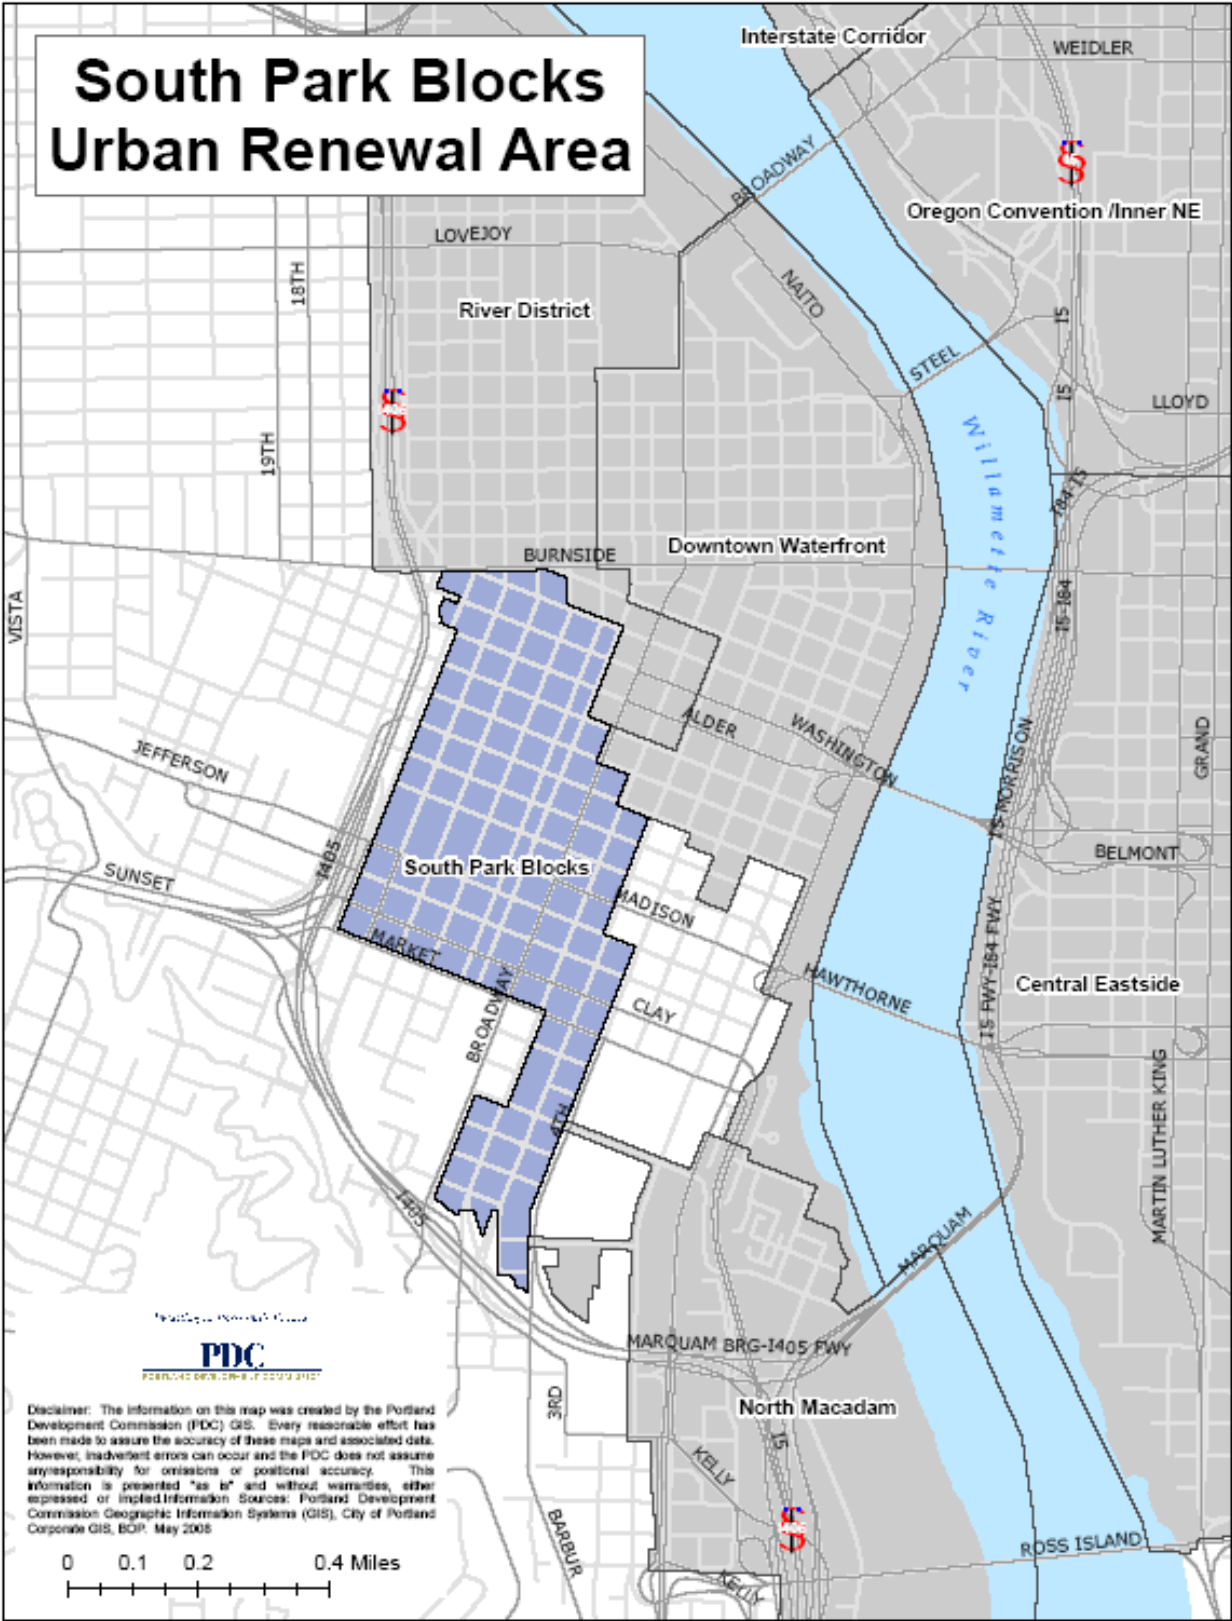 South Park Blocks
Urban Renewal Area
Interstate Corridor
WEIDLER
BROADWAY
Oregon Convention /Inner NE
LOVEJOY
18TH
NAITO
River District
I5
STEEL
I5
LLOYD
19TH
Willamette River
I84-I5
BURNSIDE
Downtown Waterfront
VISTA
I5-I84
ALDER
WASHINGTON
JEFFERSON
GRAND
I5-MORRISON
I405
SUNSET
South Park Blocks
BELMONT
MADISON
MARKET
HAWTHORNE
I5 FWY-I84 FWY
Central Eastside
BROADWAY
CLAY
4TH
MARTIN LUTHER KING
I405
MARQUAM
MARQUAM BRG-I405 FWY
PDC
PORTLAND DEVELOPMENT COMMISSION
3RD
North Macadam
I5
KELLY
Disclaimer: The information on this map was created by the Portland
Development Commission (PDC) GIS. Every reasonable effort has
been made to assure the accuracy of these maps and associated data.
However, inadvertent errors can occur and the PDC does not assume
anyresponsibility for omissions or positional accuracy. This
information is presented "as is" and without warranties, either
expressed or implied.Information Sources: Portland Development
Commission Geographic Information Systems (GIS), City of Portland
Corporate GIS, BOP. May 2008
BARBUR
ROSS ISLAND
KELLY
0 0.1 0.2 0.4 Miles